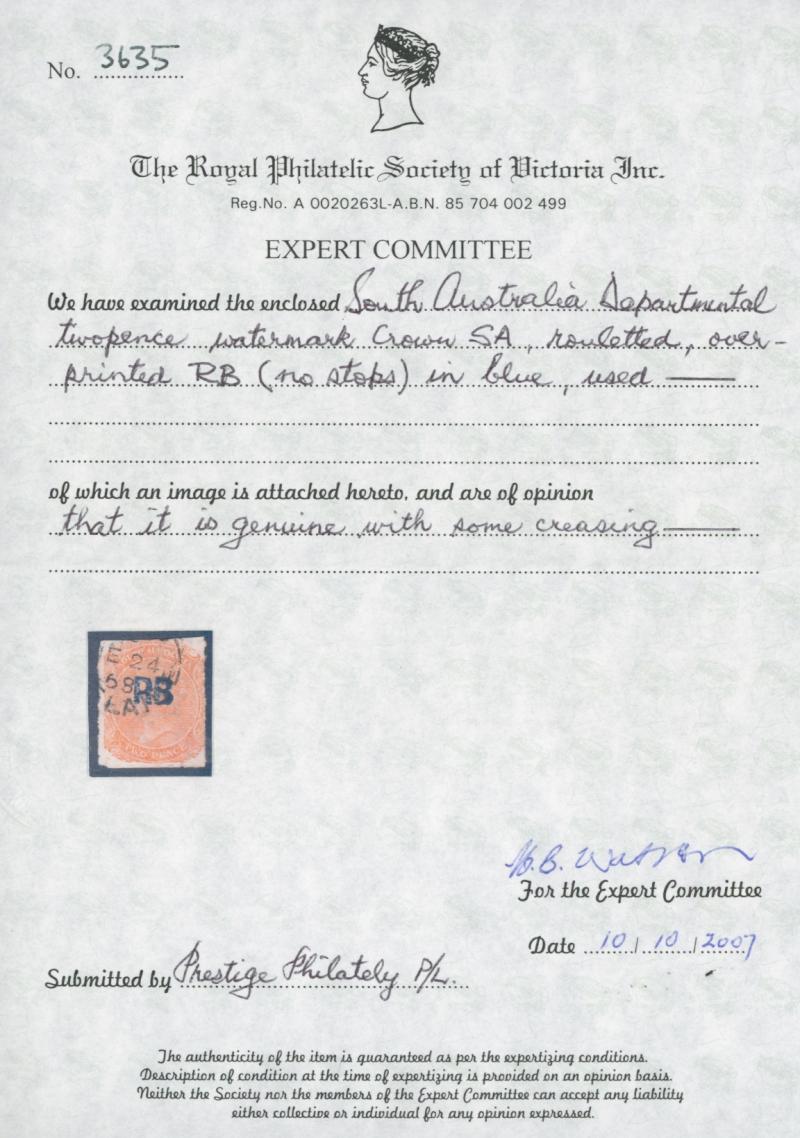 No. 3635
The Royal Philatelic Society of Victoria Inc.
Reg.No. A 0020263L-A.B.N. 85 704 002 499
EXPERT COMMITTEE
We have examined the enclosed South Australia Departmental
twopence watermark Crown SA, rouletted, over-
printed RB (no stops) in blue, used
of which an image is attached hereto, and are of opinion
that it is genuine with some creasing
E 24
68
RB
LA
TWO PENCE
H.B. Watson
For the Expert Committee
Date 10/10/2007
Submitted by Prestige Philately P/L.
The authenticity of the item is guaranteed as per the expertizing conditions.
Description of condition at the time of expertizing is provided on an opinion basis.
Neither the Society nor the members of the Expert Committee can accept any liability
either collective or individual for any opinion expressed.